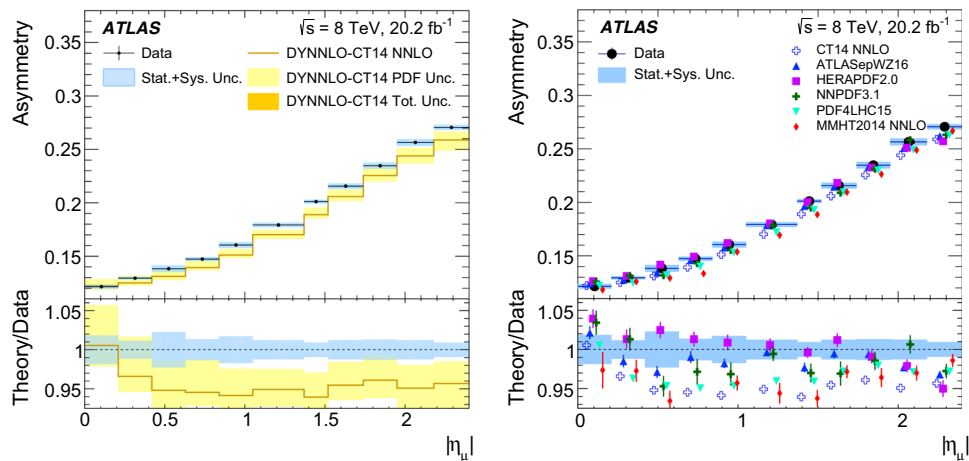 ATLAS
√s = 8 TeV, 20.2 fb⁻¹
Data
Stat.+Sys. Unc.
DYNNLO-CT14 NNLO
DYNNLO-CT14 PDF Unc.
DYNNLO-CT14 Tot. Unc.
Asymmetry
0.35
0.3
0.25
0.2
0.15
Theory/Data
1.05
1
0.95
0 0.5 1 1.5 2
|ημ|
ATLAS
√s = 8 TeV, 20.2 fb⁻¹
Data
Stat.+Sys. Unc.
CT14 NNLO
ATLASepWZ16
HERAPDF2.0
NNPDF3.1
PDF4LHC15
MMHT2014 NNLO
Asymmetry
0.35
0.3
0.25
0.2
0.15
Theory/Data
1.05
1
0.95
0 1 2
|ημ|